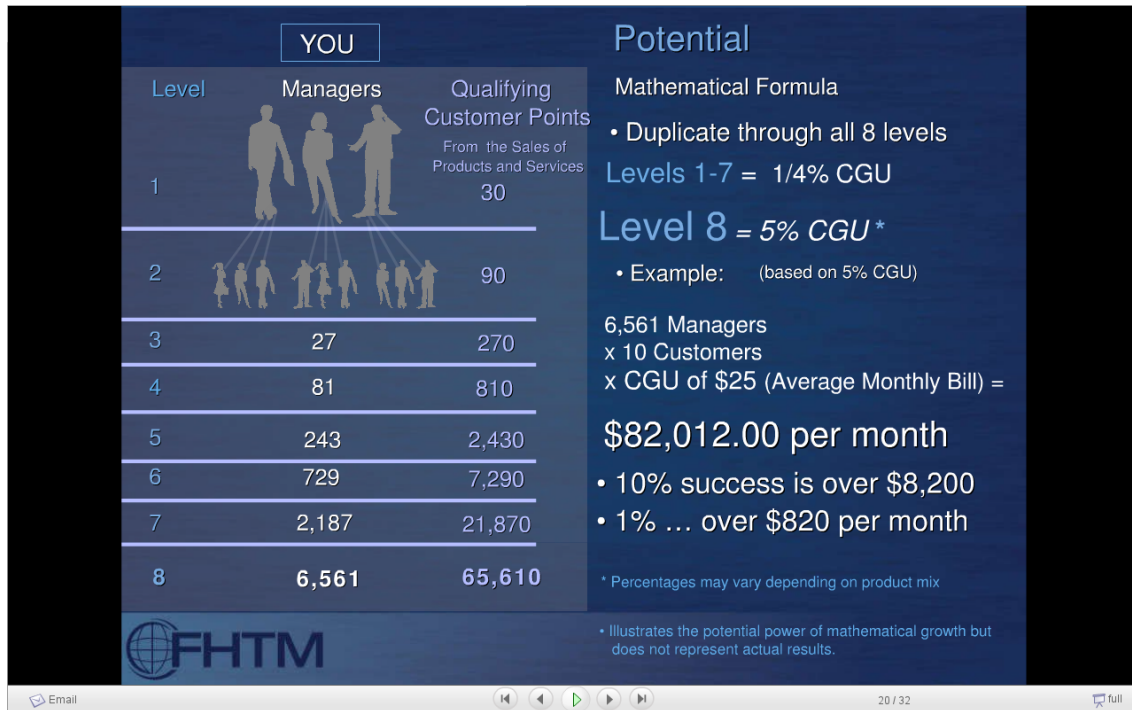 YOU
Level
Managers
Qualifying
Customer Points
From the Sales of
Products and Services
1
30
2
90
3 27 270
4 81 810
5 243 2,430
6 729 7,290
7 2,187 21,870
8 6,561 65,610
FHTM
Potential
Mathematical Formula
• Duplicate through all 8 levels
Levels 1-7 = 1/4% CGU
Level 8 = 5% CGU *
• Example: (based on 5% CGU)
6,561 Managers
x 10 Customers
x CGU of $25 (Average Monthly Bill) =
$82,012.00 per month
• 10% success is over $8,200
• 1% … over $820 per month
* Percentages may vary depending on product mix
• Illustrates the potential power of mathematical growth but
does not represent actual results.
Email
20 / 32
full